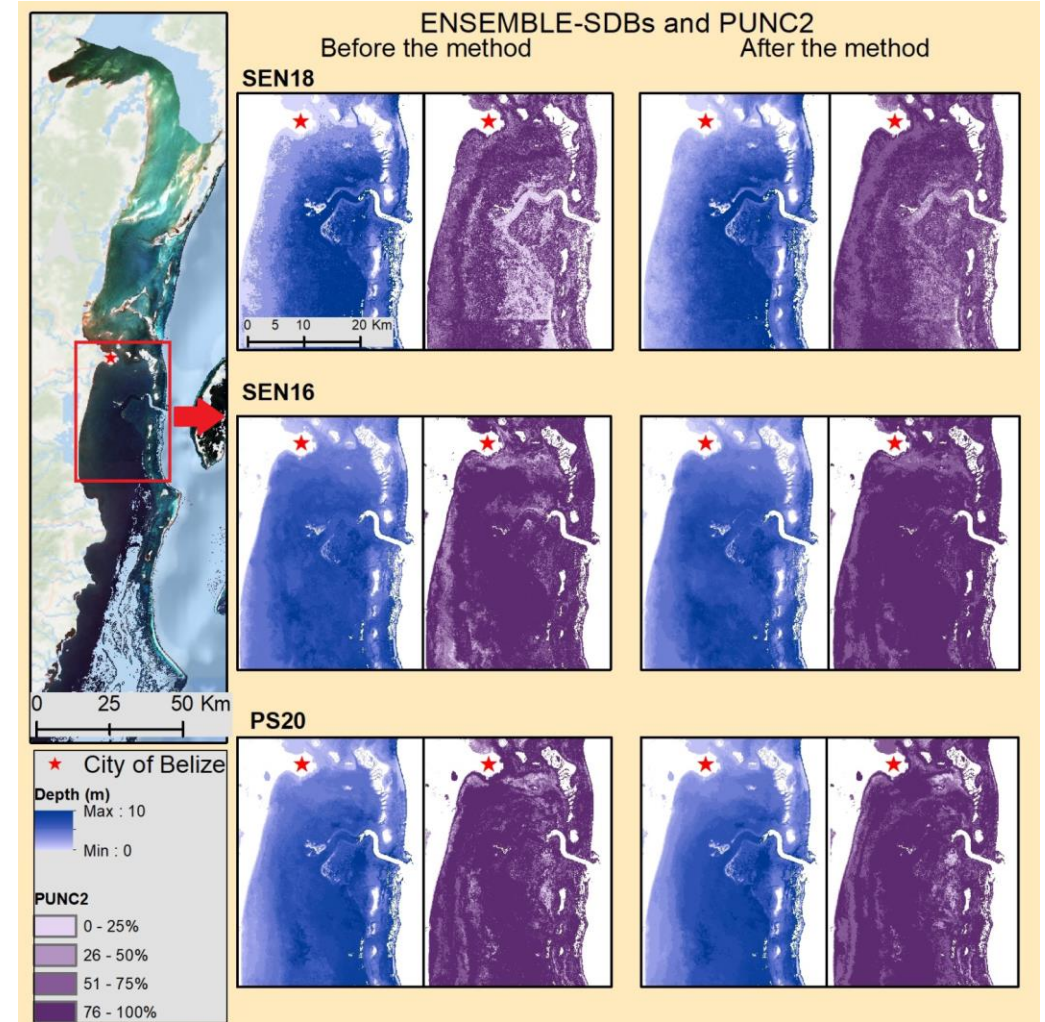 ENSEMBLE-SDBs and PUNC2
Before the method
After the method
SEN18
0 5 10 20 Km
SEN16
PS20
0 25 50 Km
City of Belize
Depth (m)
Max : 10
Min : 0
PUNC2
0 - 25%
26 - 50%
51 - 75%
76 - 100%